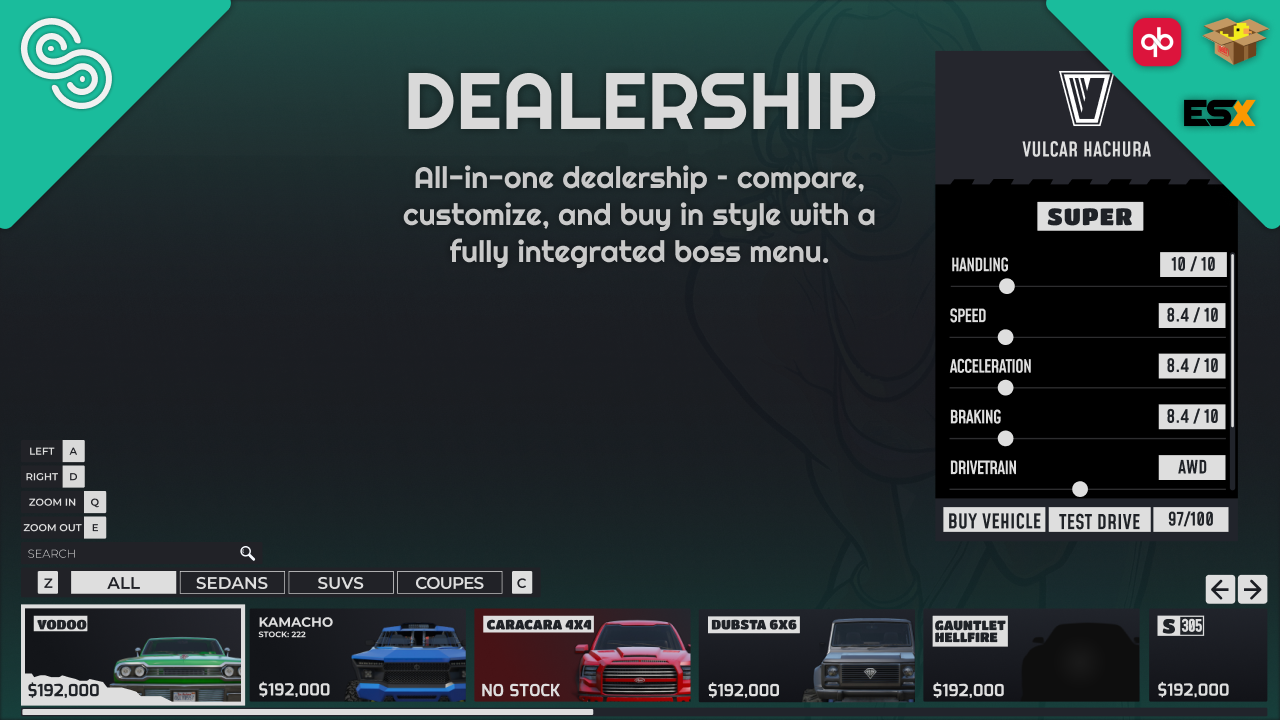 DEALERSHIP
All-in-one dealership - compare,
customize, and buy in style with a
fully integrated boss menu.
qb
ESX
VULCAR HACHURA
SUPER
HANDLING 10 / 10
SPEED 8.4 / 10
ACCELERATION 8.4 / 10
BRAKING 8.4 / 10
DRIVETRAIN AWD
BUY VEHICLE TEST DRIVE 97/100
LEFT A
RIGHT D
ZOOM IN Q
ZOOM OUT E
SEARCH
Z ALL SEDANS SUVS COUPES C
VODOO
$192,000
KAMACHO
STOCK: 222
$192,000
CARACARA 4X4
NO STOCK
DUBSTA 6X6
$192,000
GAUNTLET
HELLFIRE
$192,000
S 305
$192,000